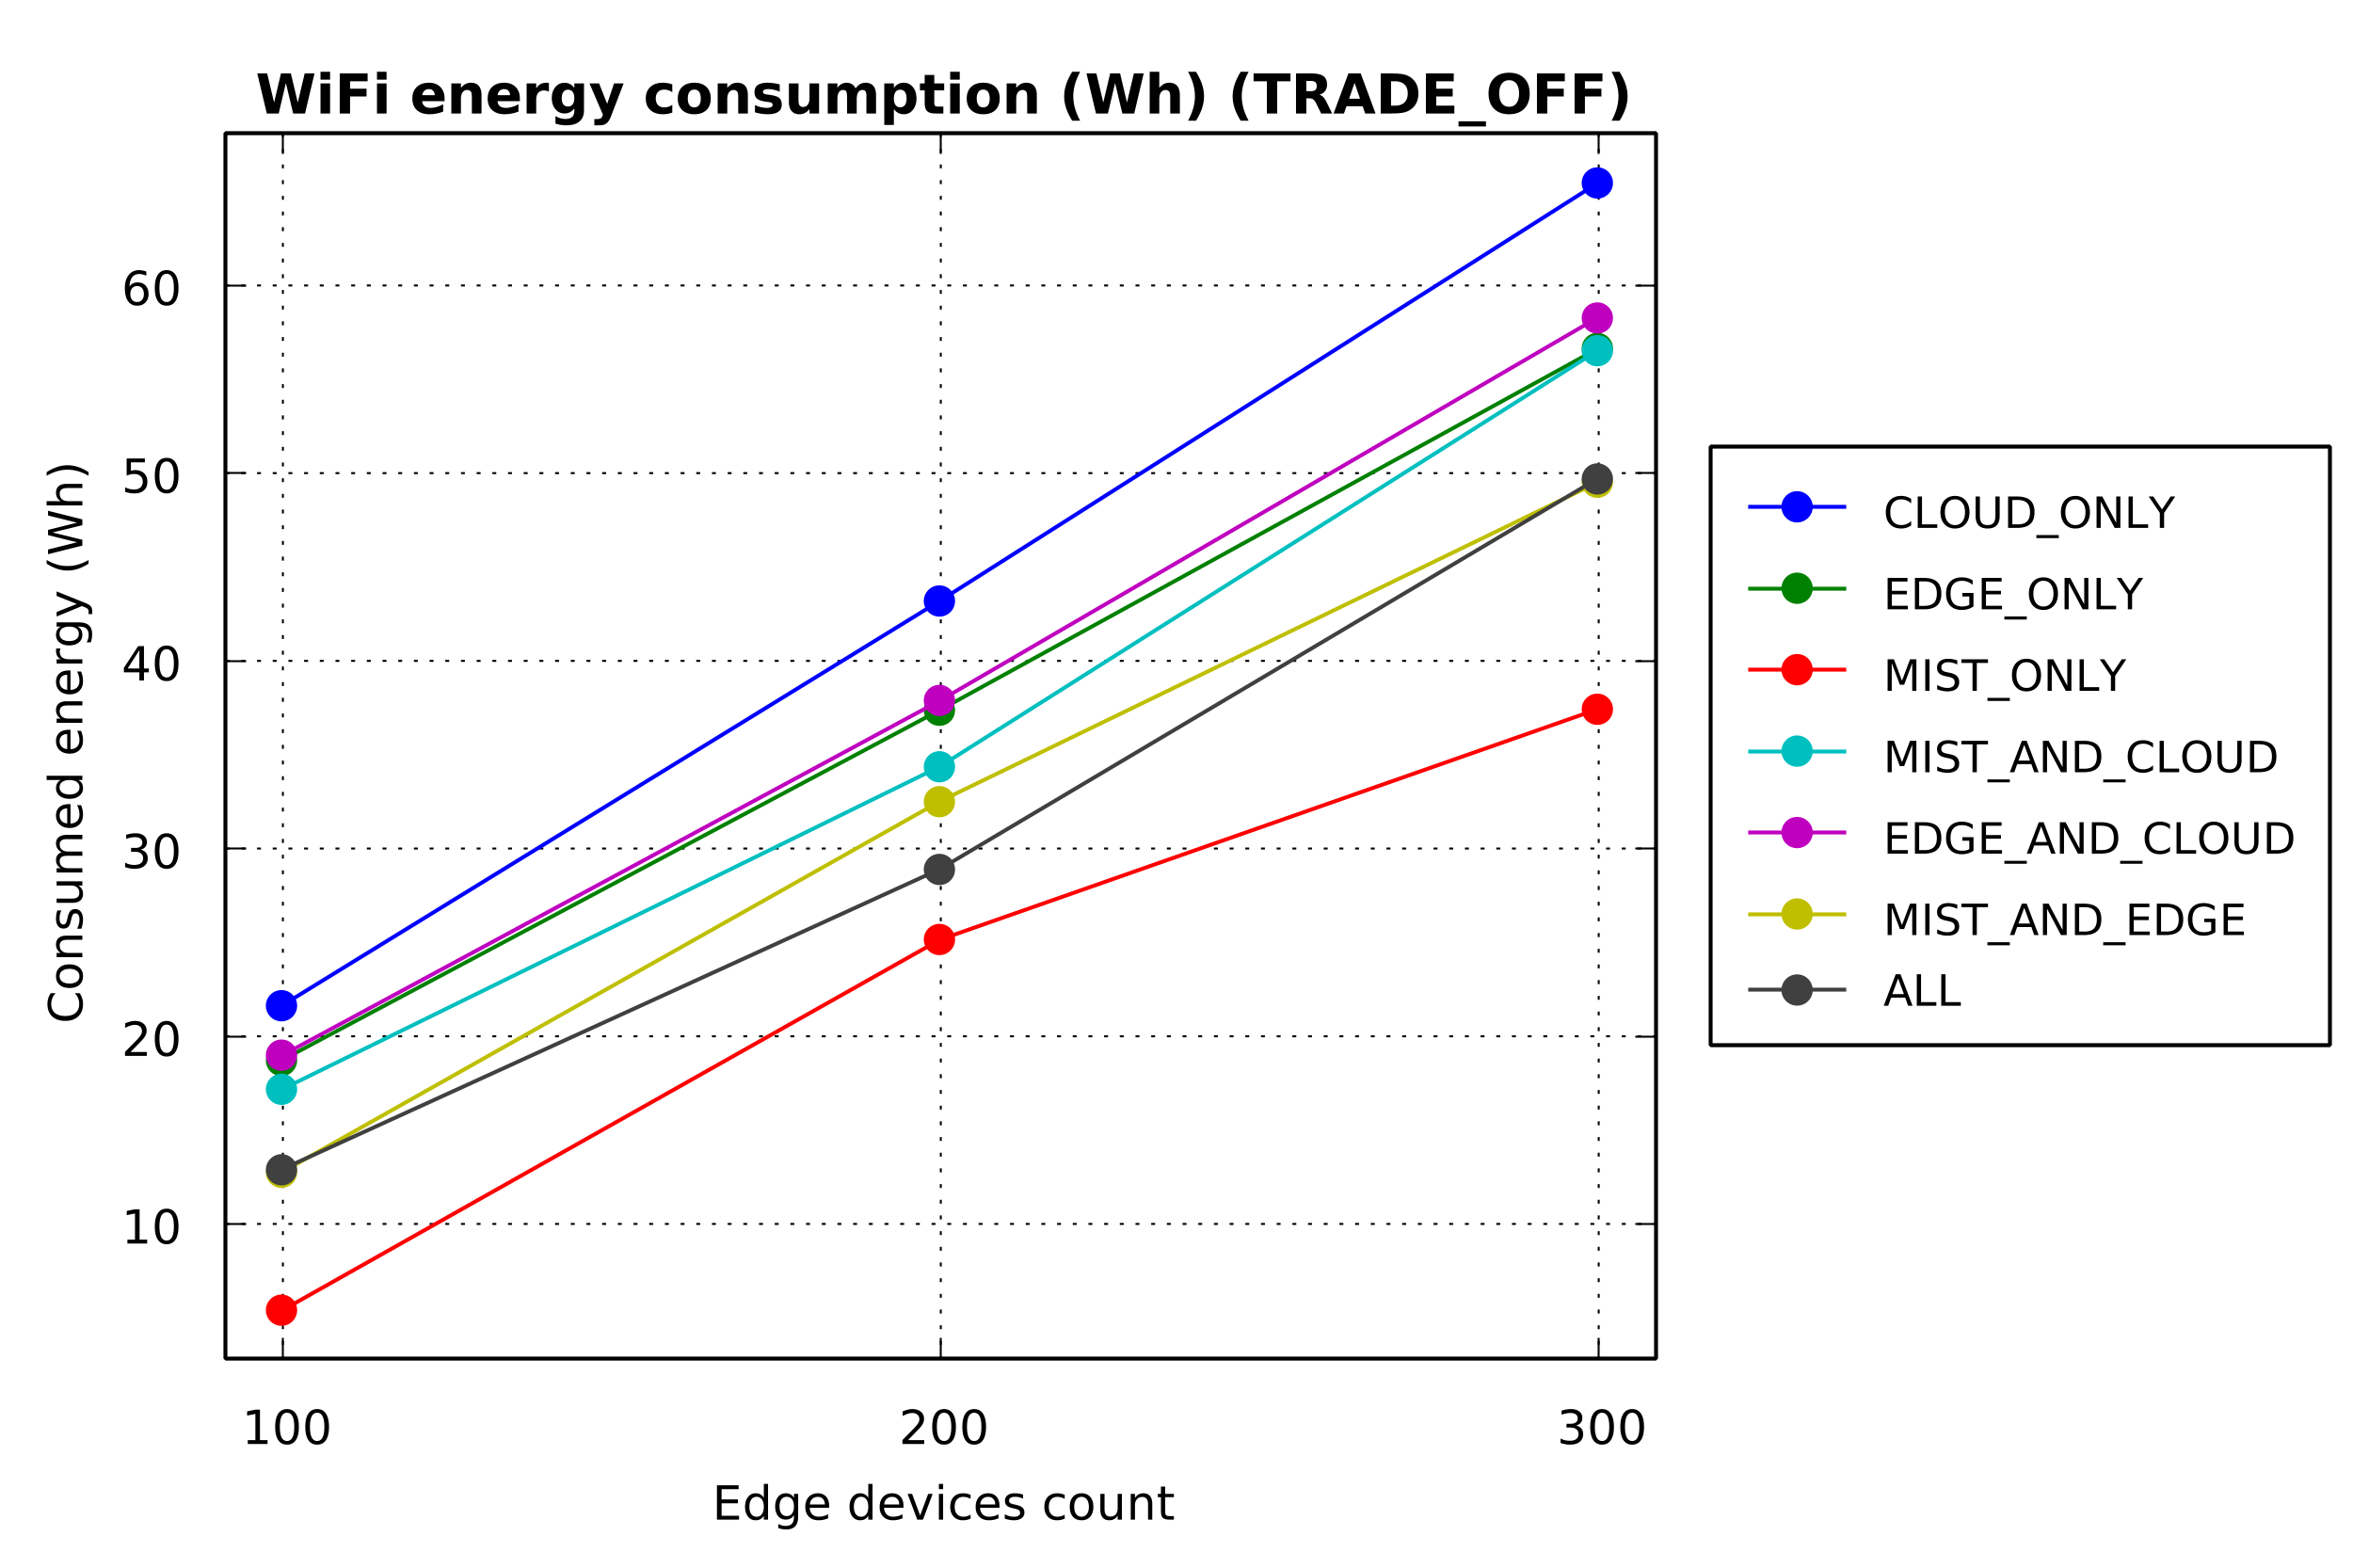 WiFi energy consumption (Wh) (TRADE_OFF)
Consumed energy (Wh)
60
50
40
30
20
10
100
200
300
Edge devices count
CLOUD_ONLY
EDGE_ONLY
MIST_ONLY
MIST_AND_CLOUD
EDGE_AND_CLOUD
MIST_AND_EDGE
ALL